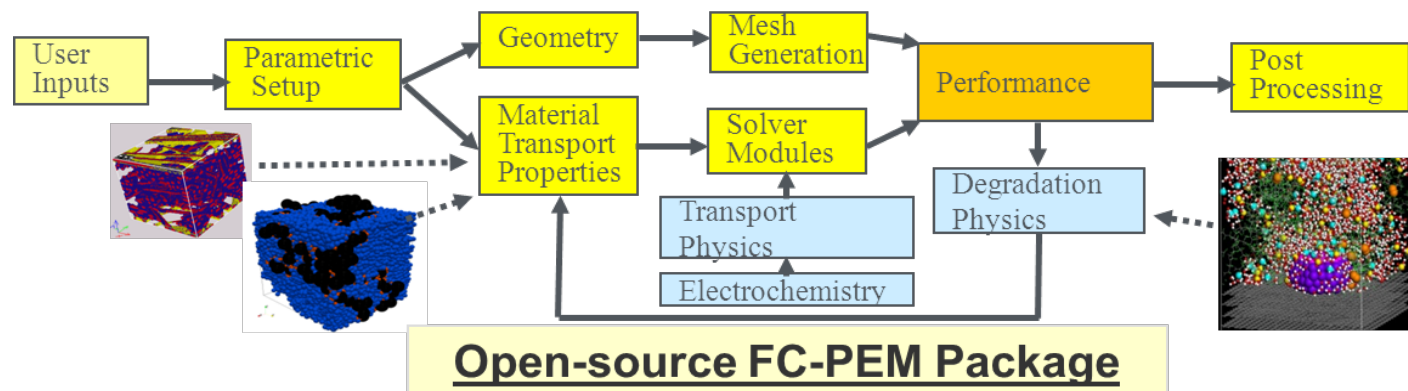 User
Inputs
Parametric
Setup
Geometry
Mesh
Generation
Material
Transport
Properties
Solver
Modules
Performance
Post
Processing
Transport
Physics
Electrochemistry
Degradation
Physics
Open-source FC-PEM Package